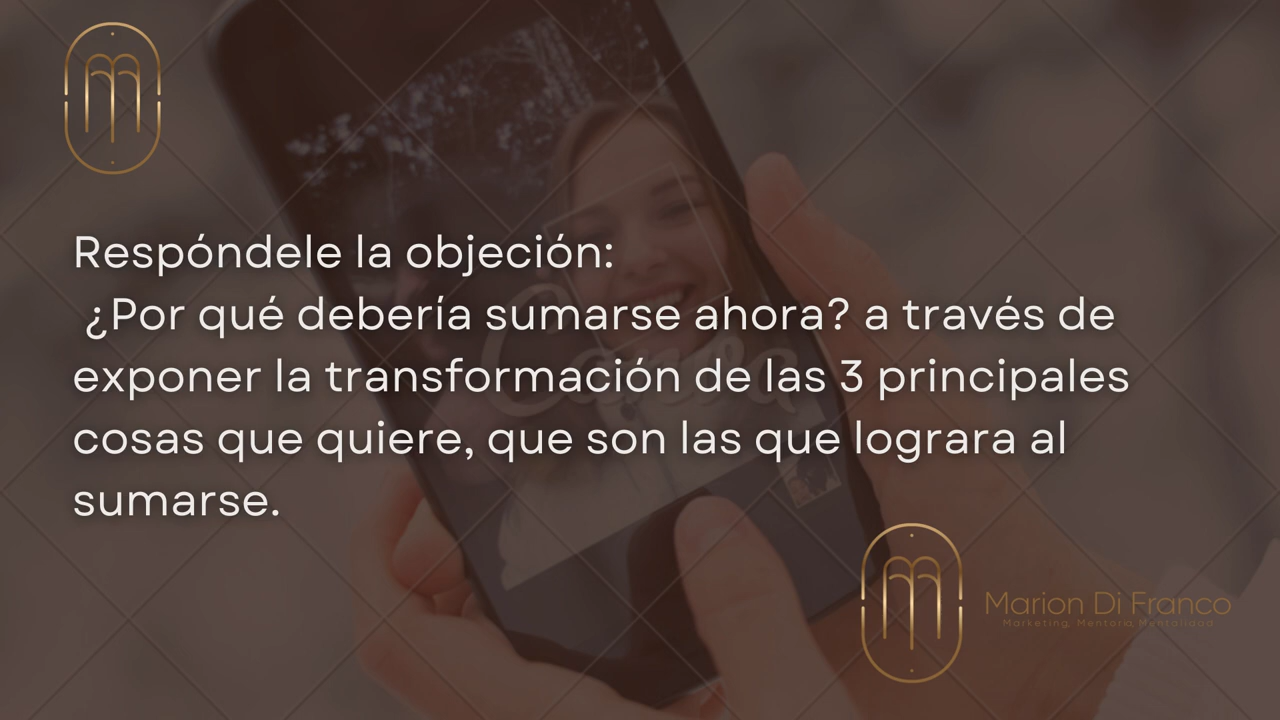 Respóndele la objeción:
¿Por qué debería sumarse ahora? a través de
exponer la transformación de las 3 principales
cosas que quiere, que son las que lograra al
sumarse.
Marion Di Franco
Marketing, Mentoria, Mentalidad